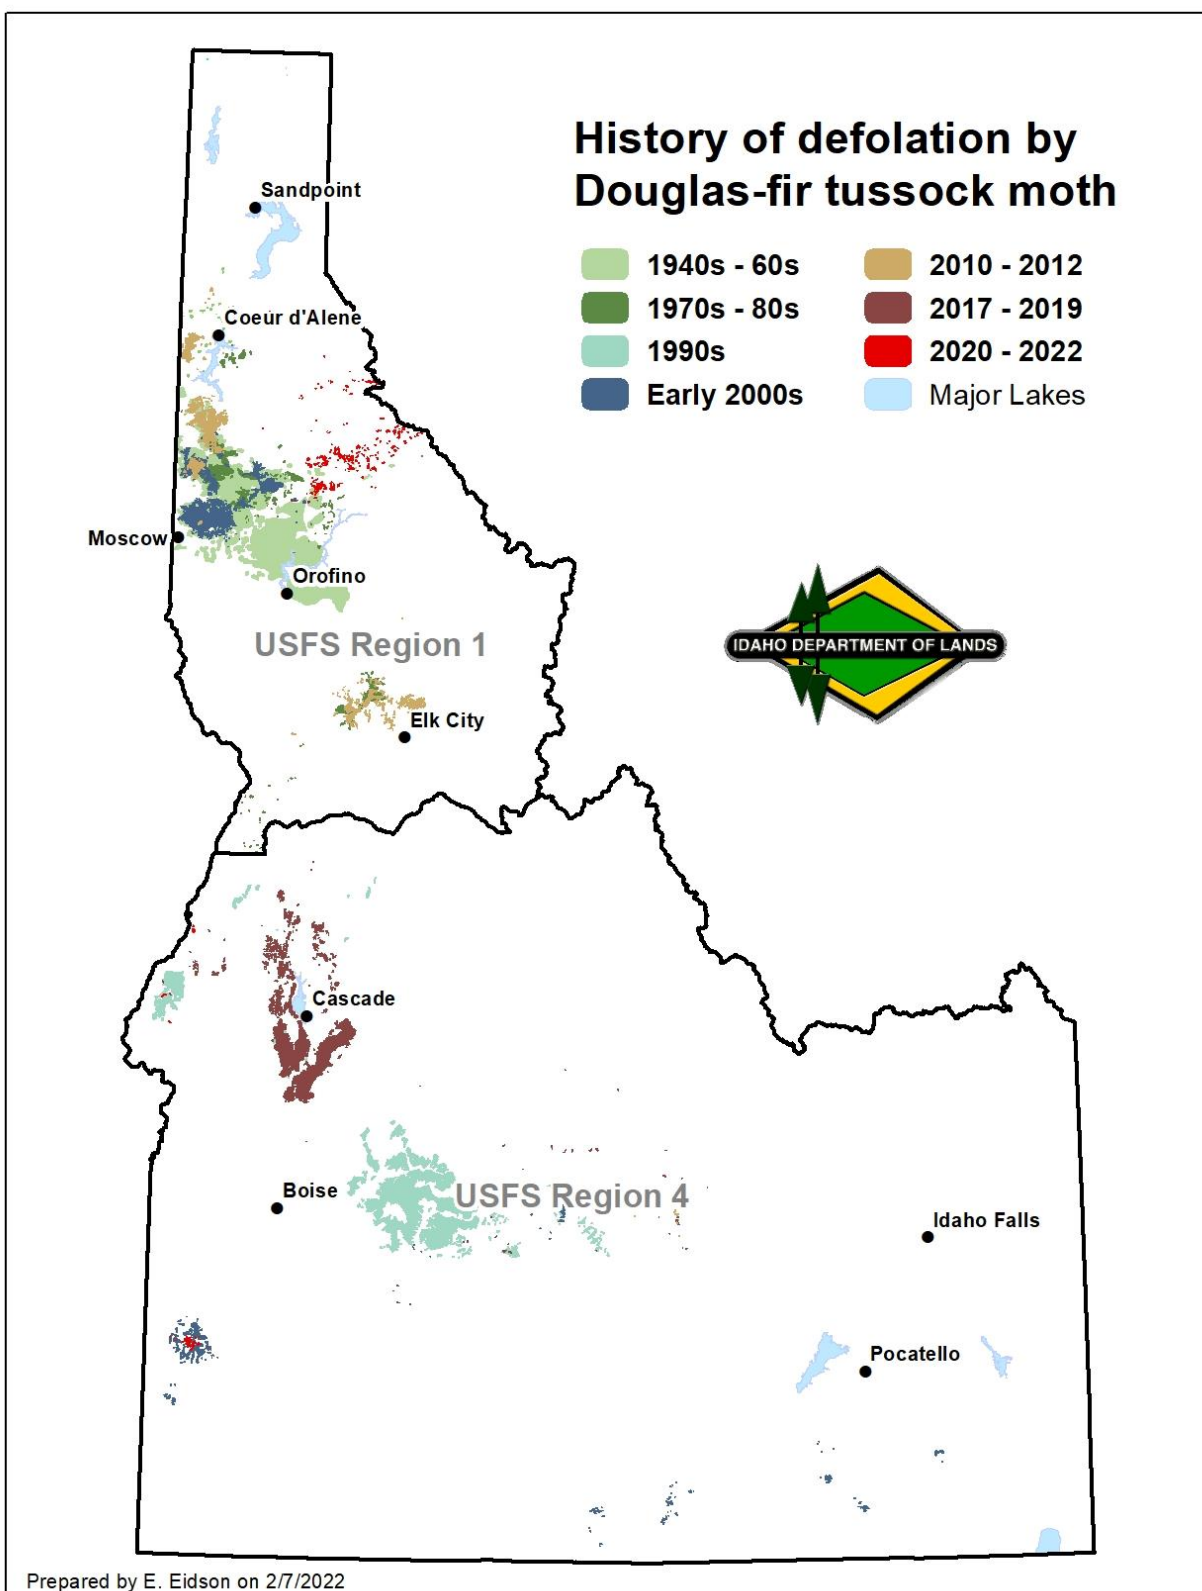 History of defolation by
Douglas-fir tussock moth
1940s - 60s
1970s - 80s
1990s
Early 2000s
2010 - 2012
2017 - 2019
2020 - 2022
Major Lakes
Sandpoint
Coeur d'Alene
Moscow
Orofino
USFS Region 1
IDAHO DEPARTMENT OF LANDS
Elk City
Cascade
Boise
USFS Region 4
Idaho Falls
Pocatello
Prepared by E. Eidson on 2/7/2022